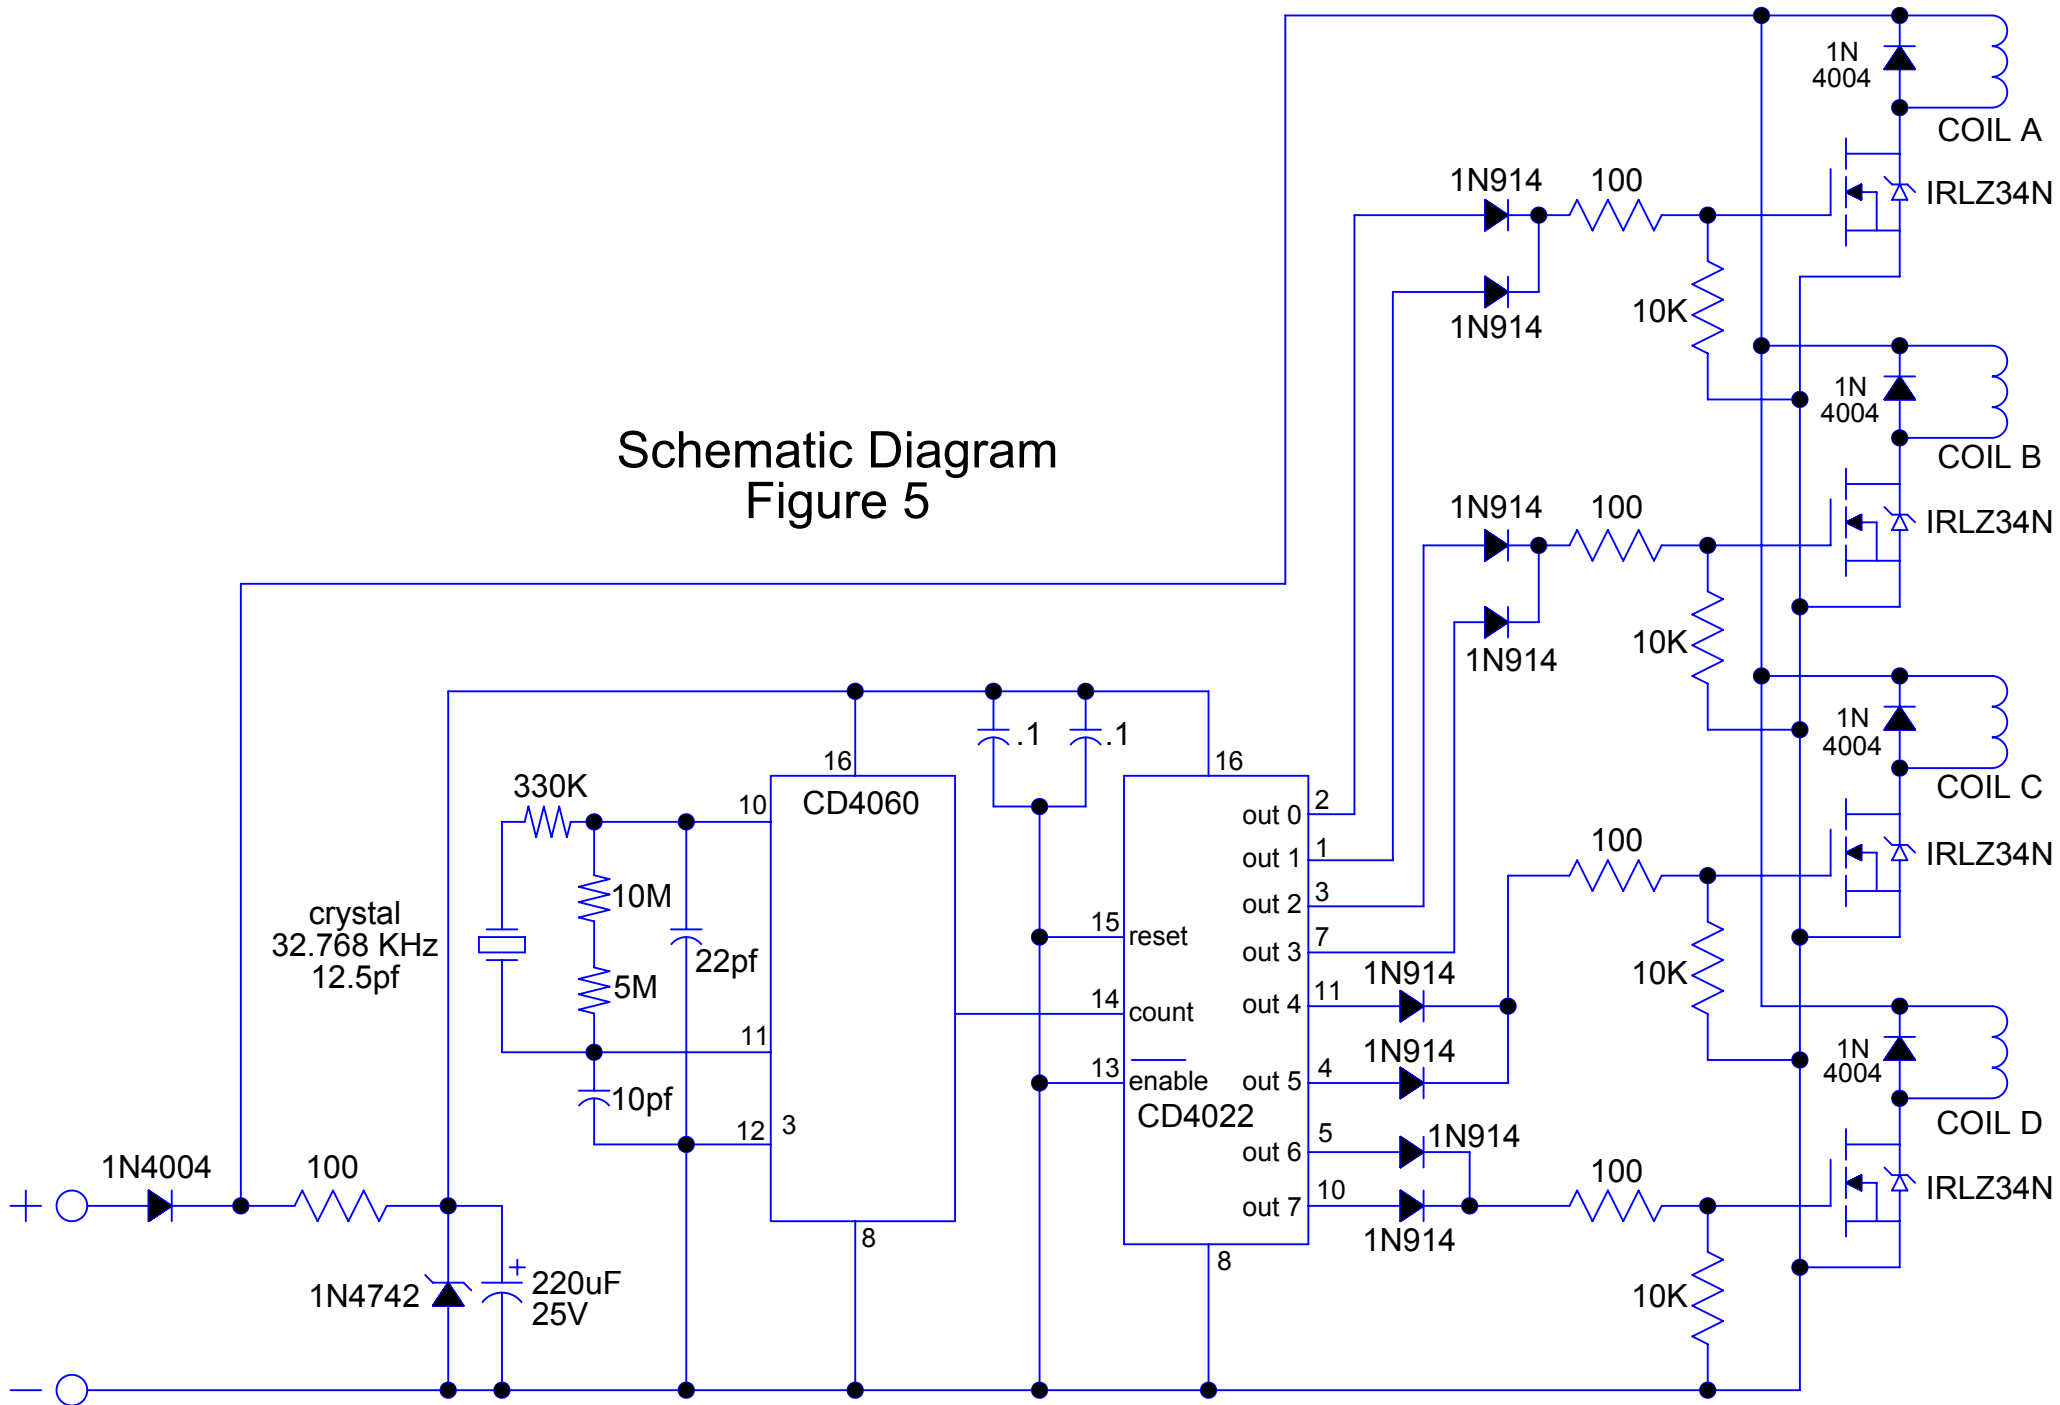 1N
4004
COIL A
1N914
100
IRLZ34N
1N914
10K
1N
4004
COIL B
Schematic Diagram
Figure 5
1N914
100
IRLZ34N
1N914
10K
1N
4004
COIL C
.1
.1
16
16
330K
10
CD4060
2
out 0
100
out 1
1
IRLZ34N
10M
out 2
3
crystal
32.768 KHz
12.5pf
15
reset
7
out 3
22pf
1N914
10K
5M
14
count
out 4
11
11
1N914
1N
4004
13
enable
out 5
4
10pf
CD4022
COIL D
12
3
5
1N914
out 6
1N4004
100
100
10
IRLZ34N
out 7
8
1N914
8
+
+
220uF
25V
1N4742
10K
—